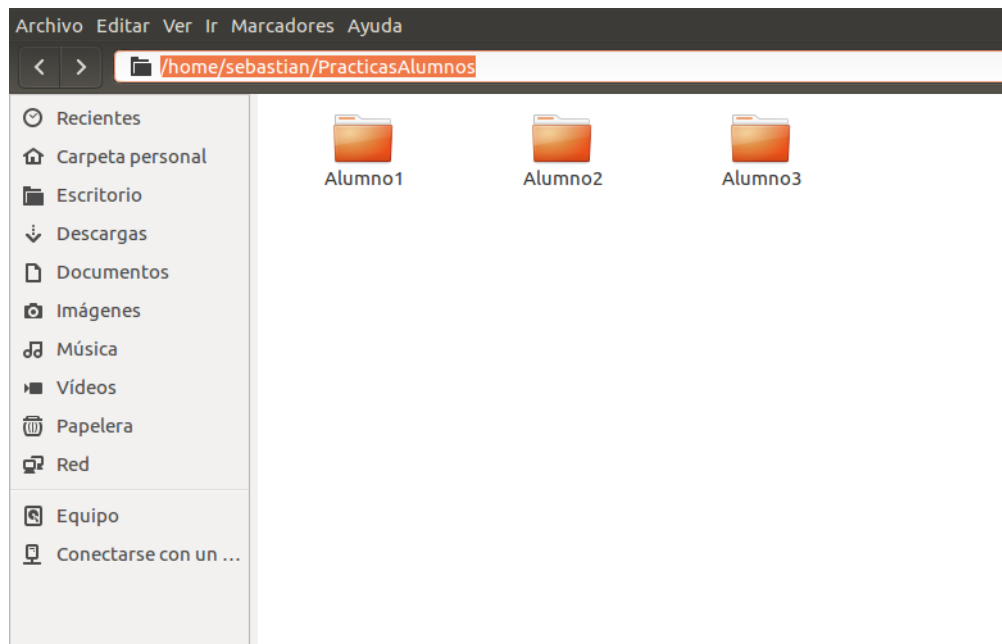 Archivo Editar Ver Ir Marcadores Ayuda
/home/sebastian/PracticasAlumnos
Recientes
Carpeta personal
Escritorio
Descargas
Documentos
Imágenes
Música
Vídeos
Papelera
Red
Equipo
Conectarse con un ...
Alumno1 Alumno2 Alumno3